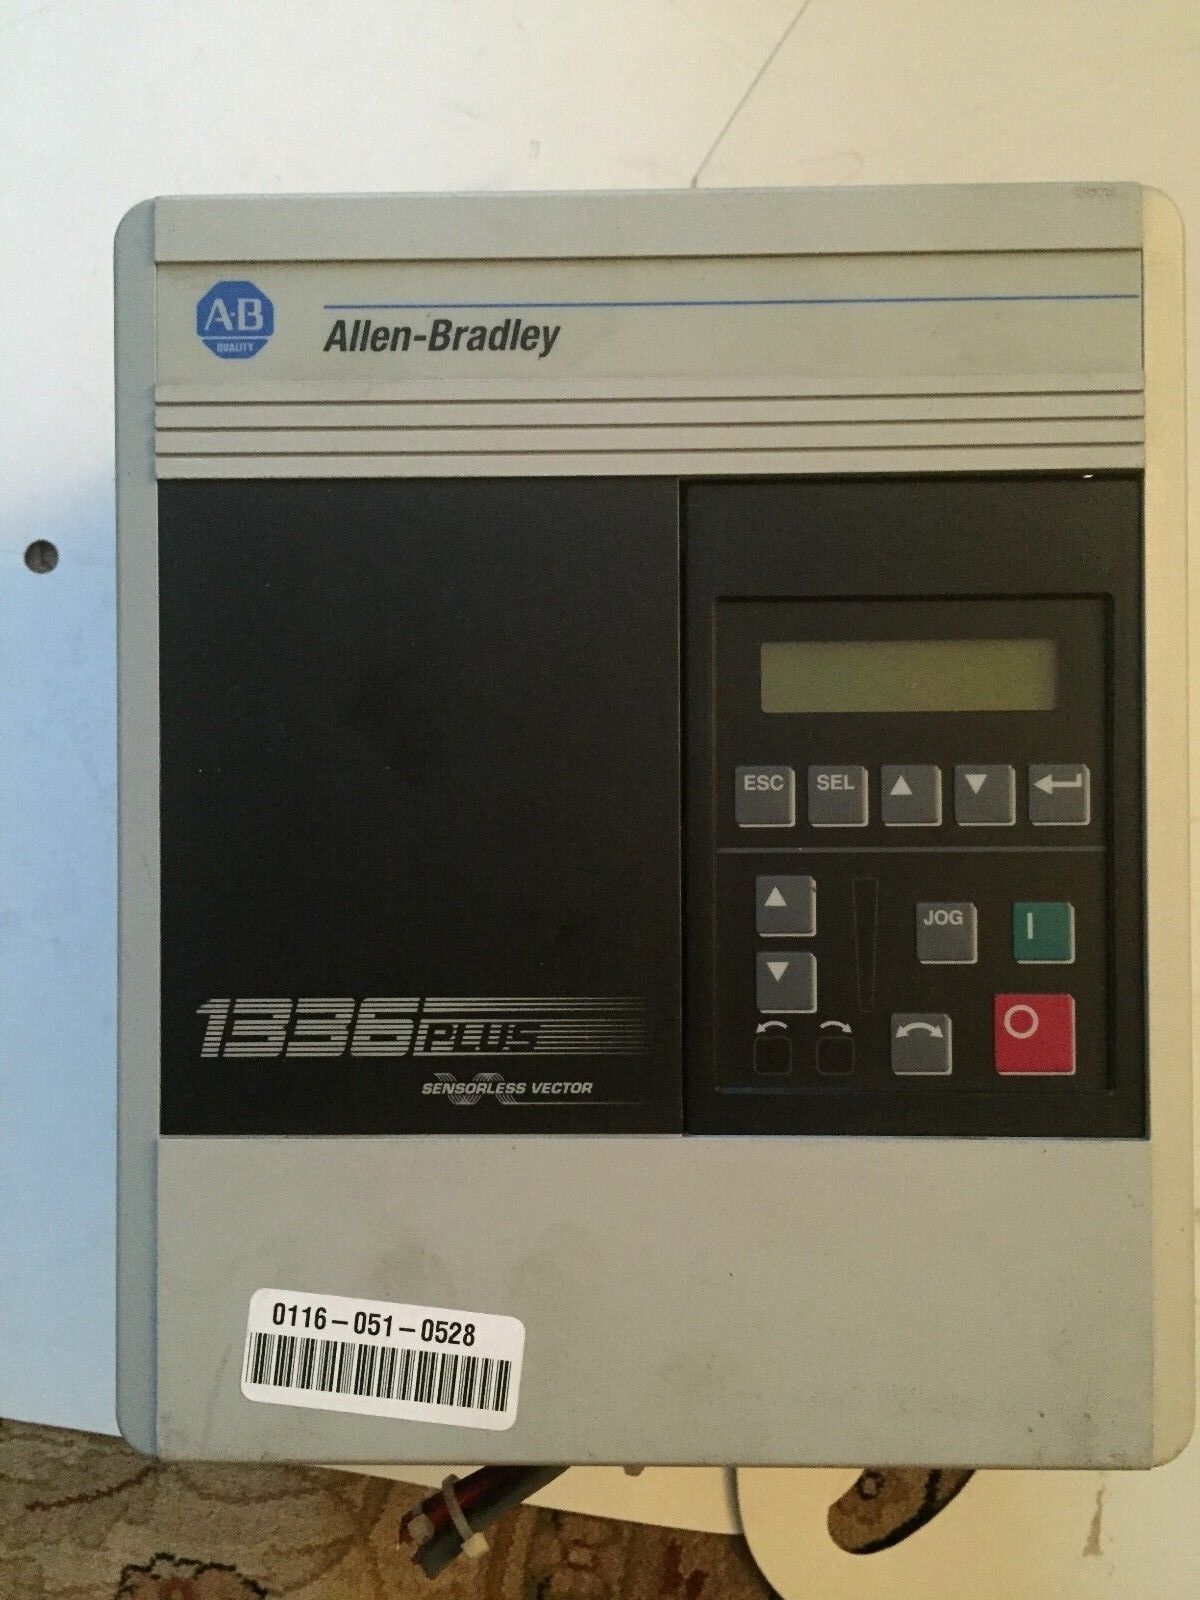 A-B
QUALITY
Allen-Bradley
ESC SEL
JOG I
O
1336 PLUS
SENSORLESS VECTOR
0116-051-0528